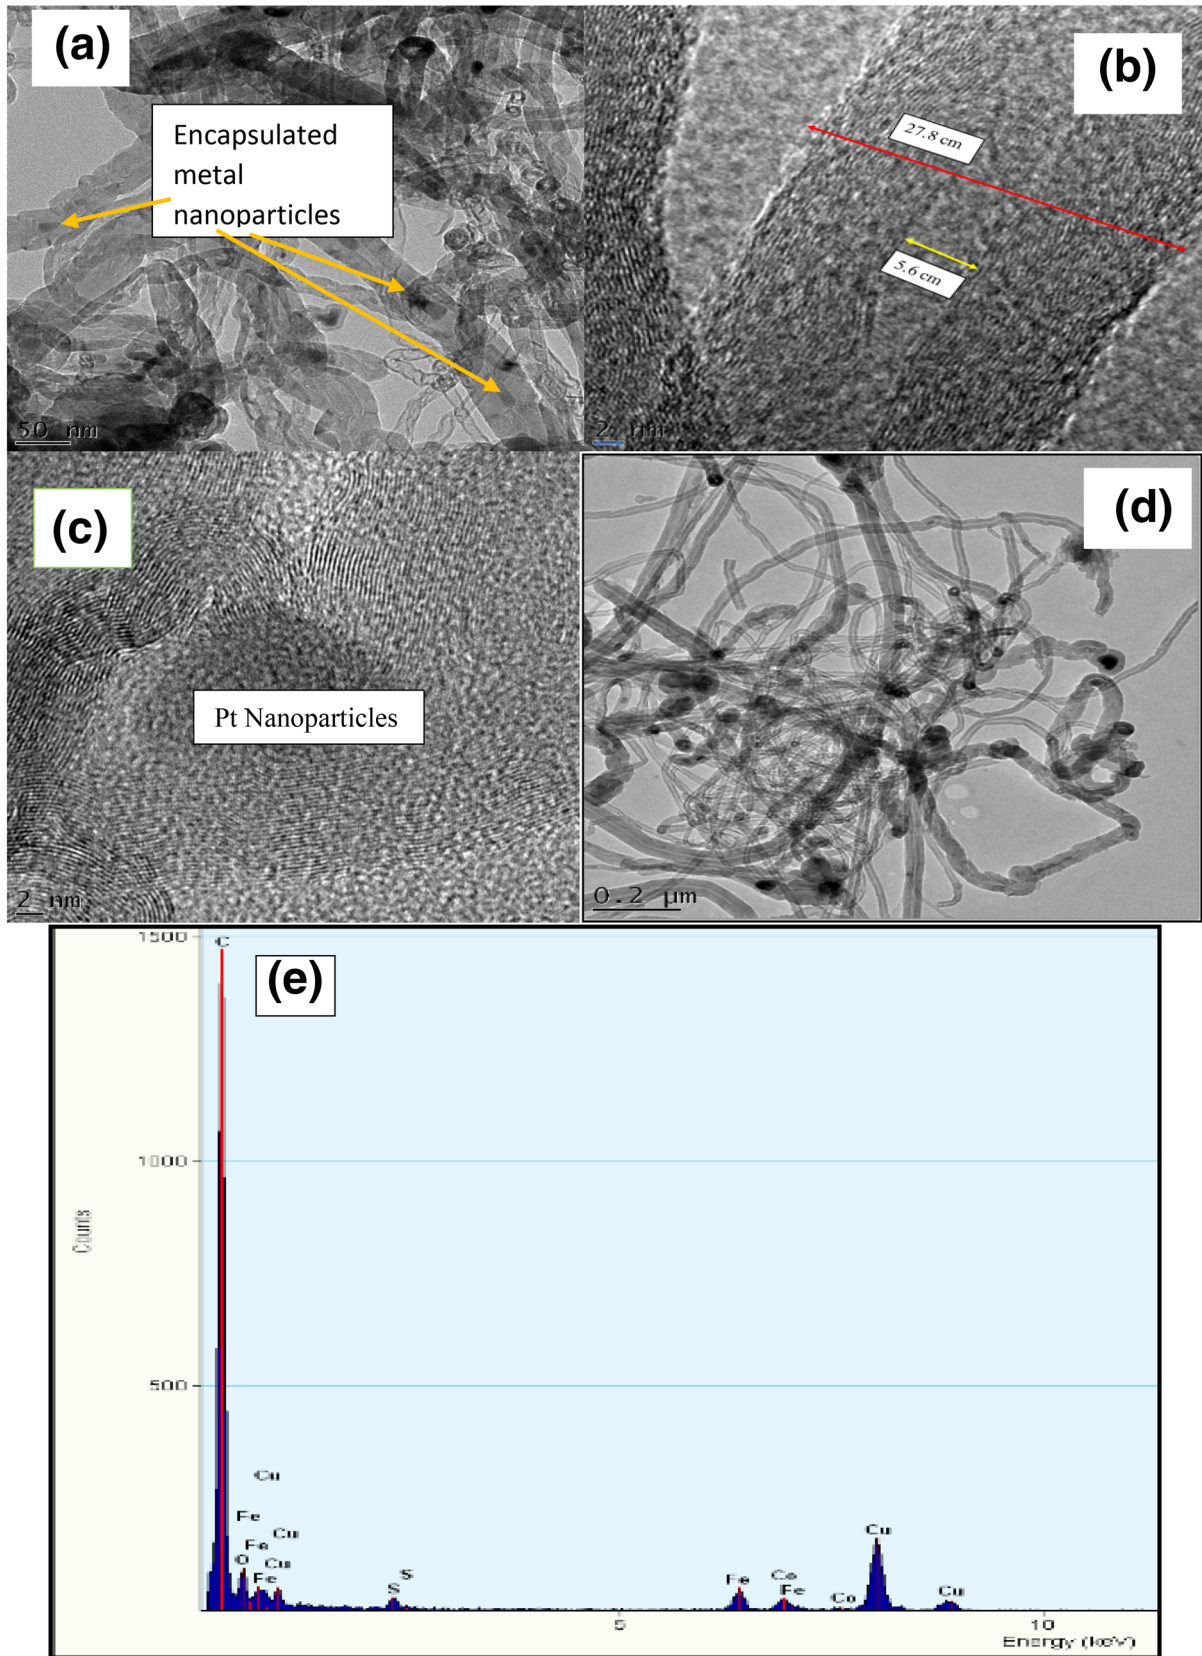 (a)
Encapsulated
metal
nanoparticles
50 nm
(b)
27.8 cm
5.6 cm
2 nm
(c)
Pt Nanoparticles
2 nm
(d)
0.2 µm
(e)
1500
C
1000
Counts
500
Cu
Fe
Cu
Fe
O
Cu
Fe
S
S
Fe
Co
Fe
Co
Cu
Cu
5
10
Energy (keV)